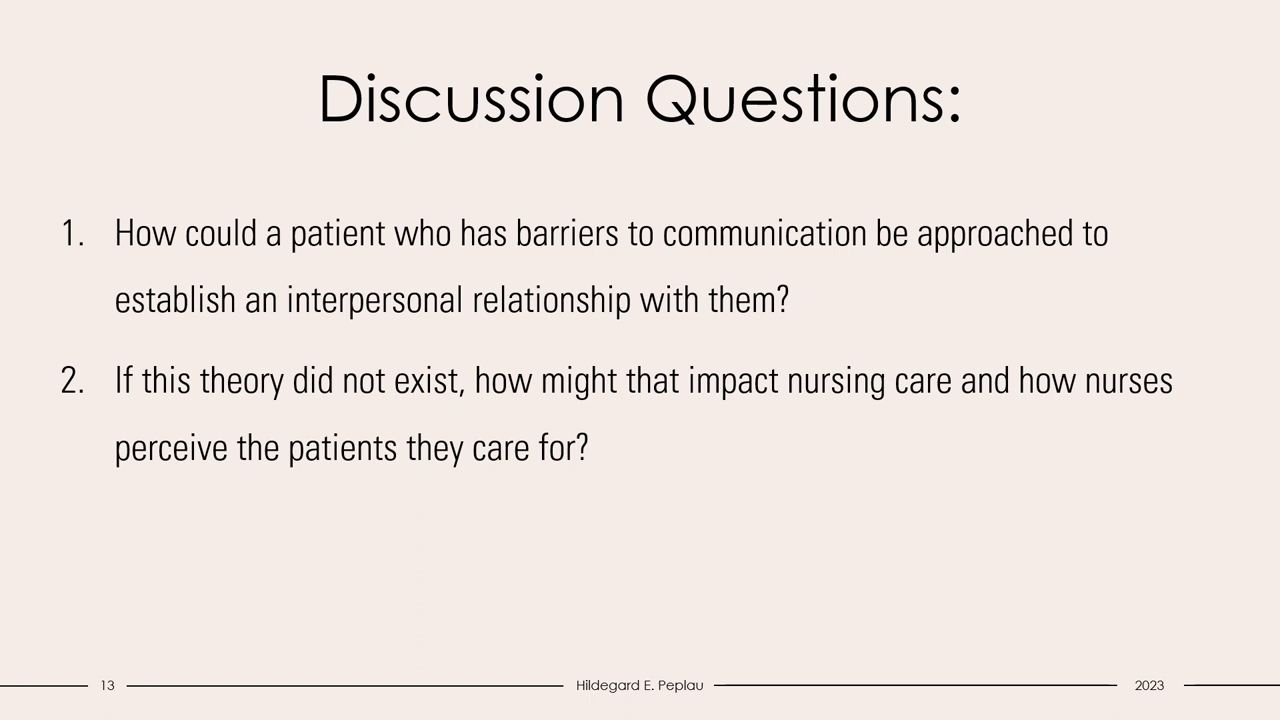 Discussion Questions:
1. How could a patient who has barriers to communication be approached to
establish an interpersonal relationship with them?
2. If this theory did not exist, how might that impact nursing care and how nurses
perceive the patients they care for?
13 Hildegard E. Peplau 2023